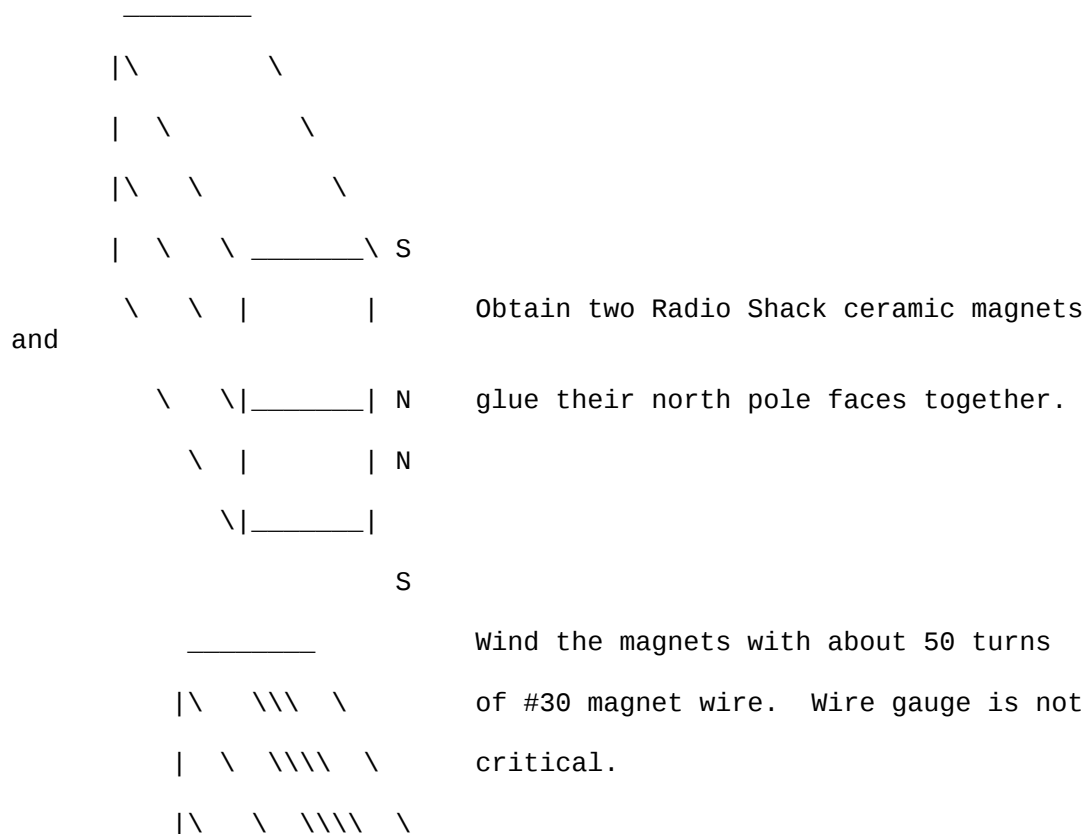 S
Obtain two Radio Shack ceramic magnets
and
N glue their north pole faces together.
N
S
Wind the magnets with about 50 turns
of #30 magnet wire. Wire gauge is not
critical.